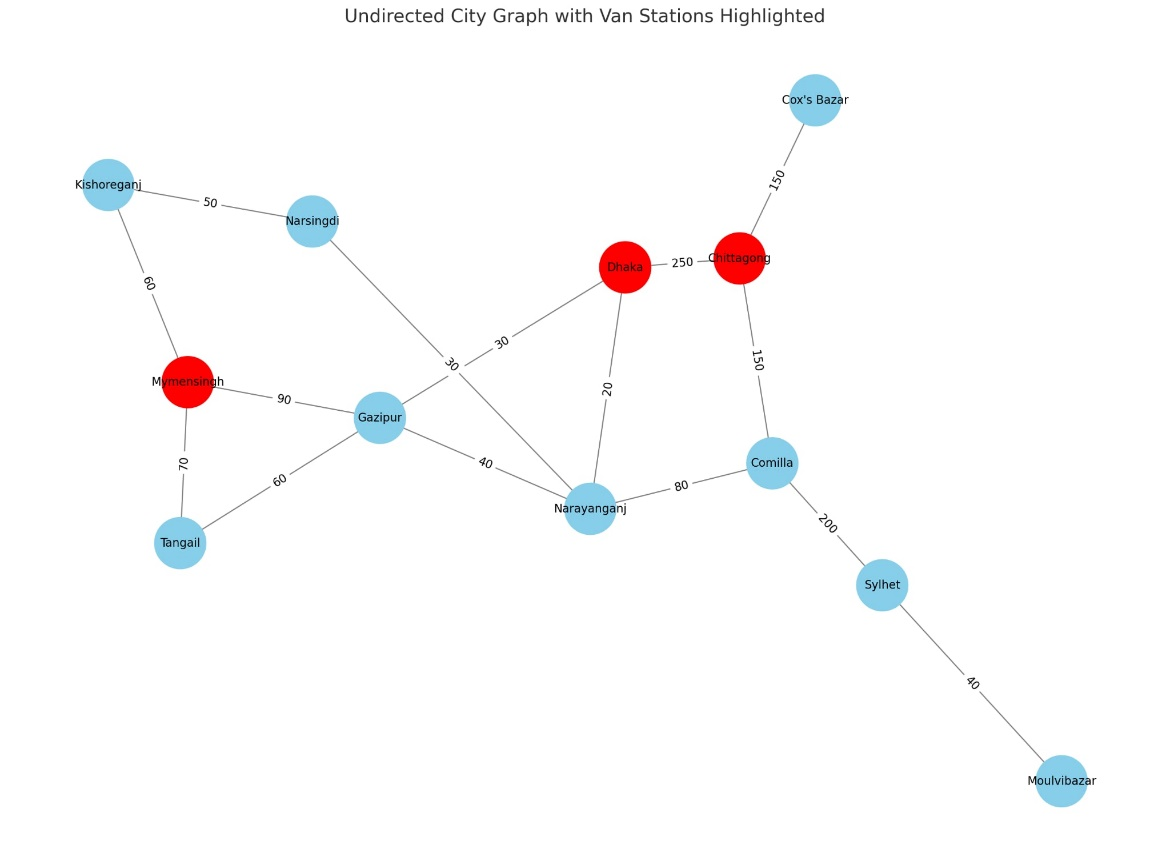 Undirected City Graph with Van Stations Highlighted
Cox's Bazar
150
Kishoreganj
50
Narsingdi
Dhaka
250
Chittagong
60
30
30
150
20
Mymensingh
90
Gazipur
70
60
40
80
Comilla
Narayanganj
200
Tangail
Sylhet
40
Moulvibazar